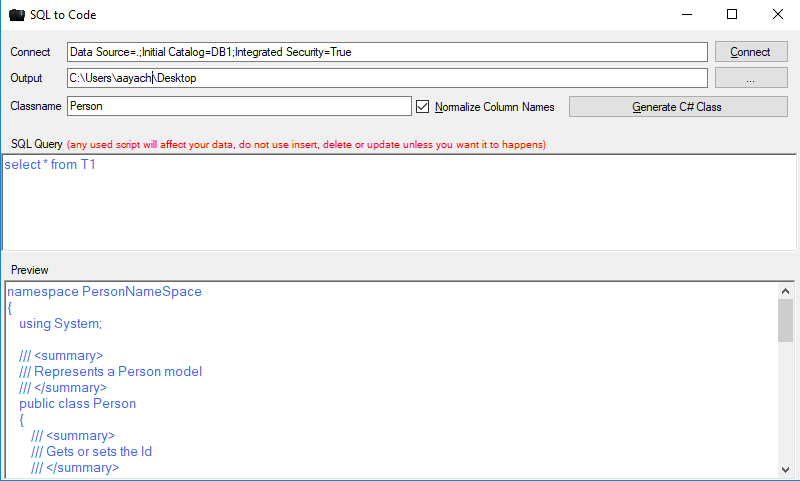 SQL to Code
Connect Data Source=.;Initial Catalog=DB1;Integrated Security=True Connect
Output C:\Users\aayach\Desktop ...
Classname Person Normalize Column Names Generate C# Class
SQL Query (any used script will affect your data, do not use insert, delete or update unless you want it to happens)
select * from T1
Preview
namespace PersonNameSpace
{
using System;
/// <summary>
/// Represents a Person model
/// </summary>
public class Person
{
/// <summary>
/// Gets or sets the Id
/// </summary>